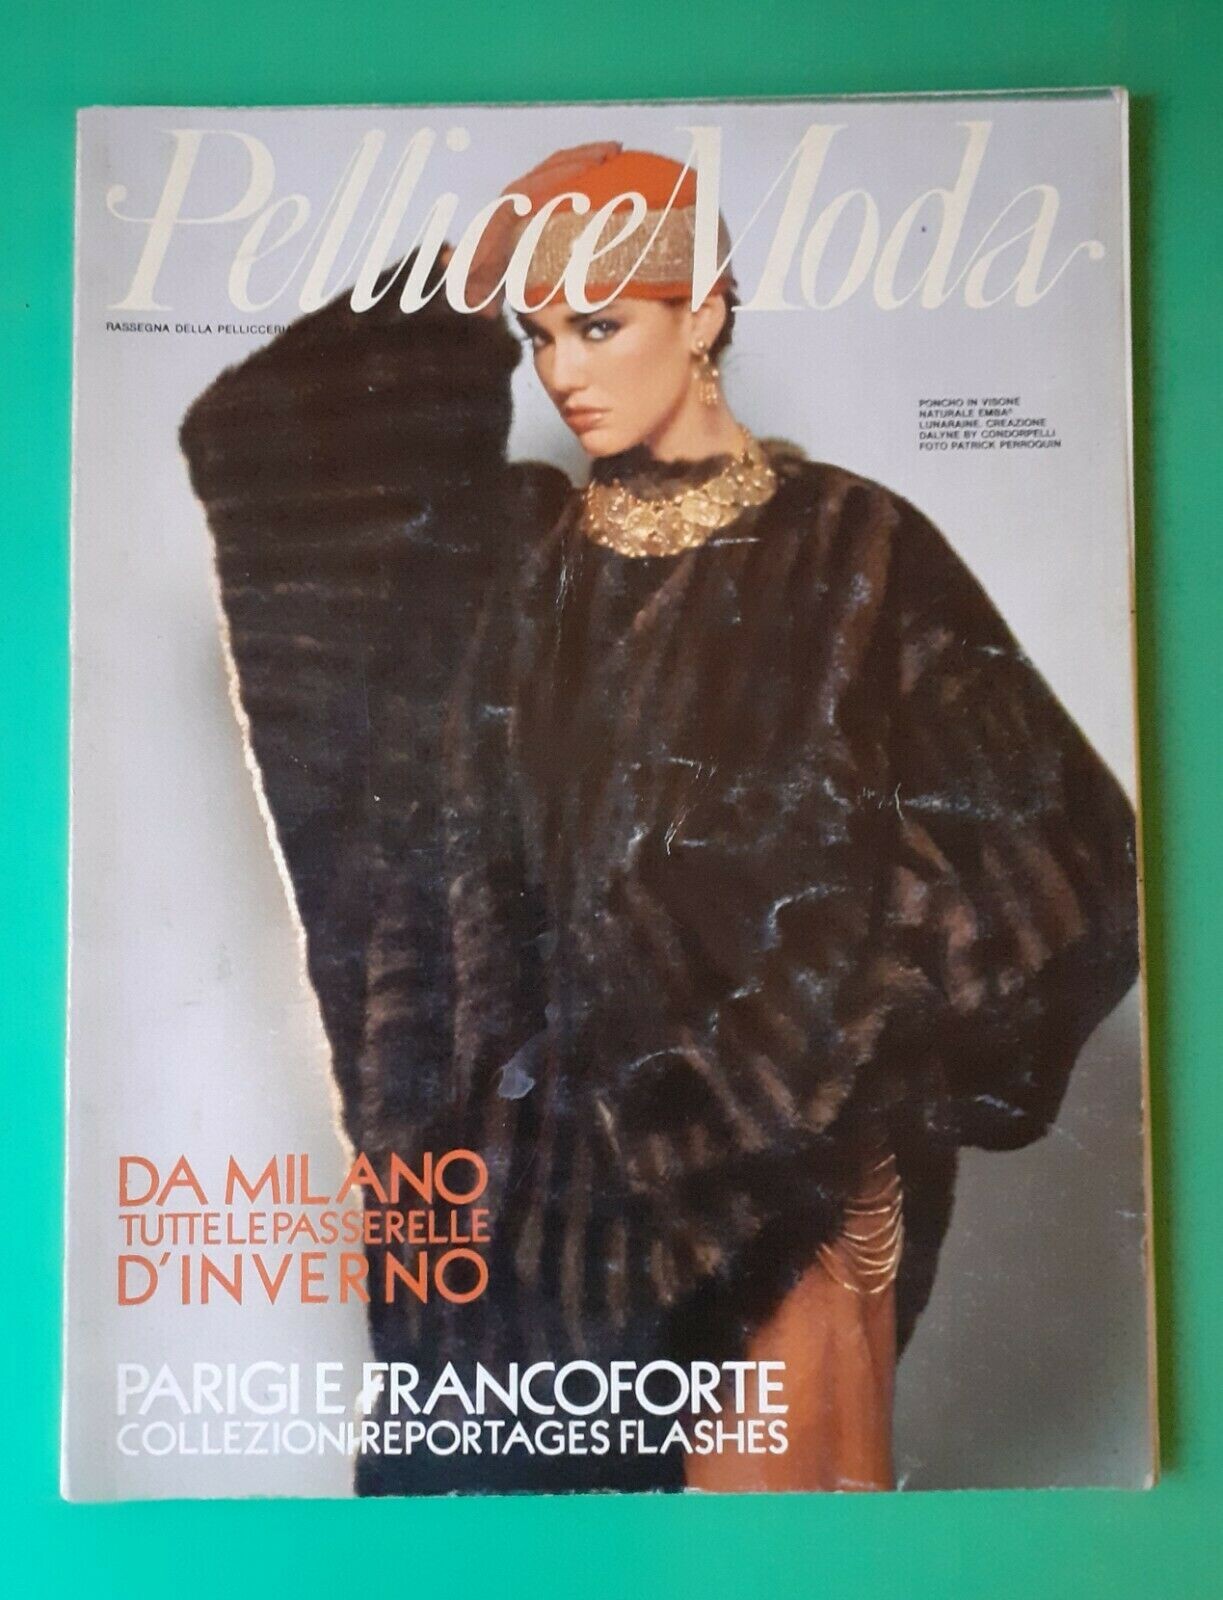 Pellicce Moda
RASSEGNA DELLA PELLICCERIA
PONCHO IN VISONE
NATURALE EMBA®
LUNARAINE. CREAZIONE
DALYNE BY CONDORPELLI
FOTO PATRICK PERROQUIN
DA MILANO
TUTTE LE PASSERELLE
D'INVERNO
PARIGI E FRANCOFORTE
COLLEZIONI REPORTAGES FLASHES